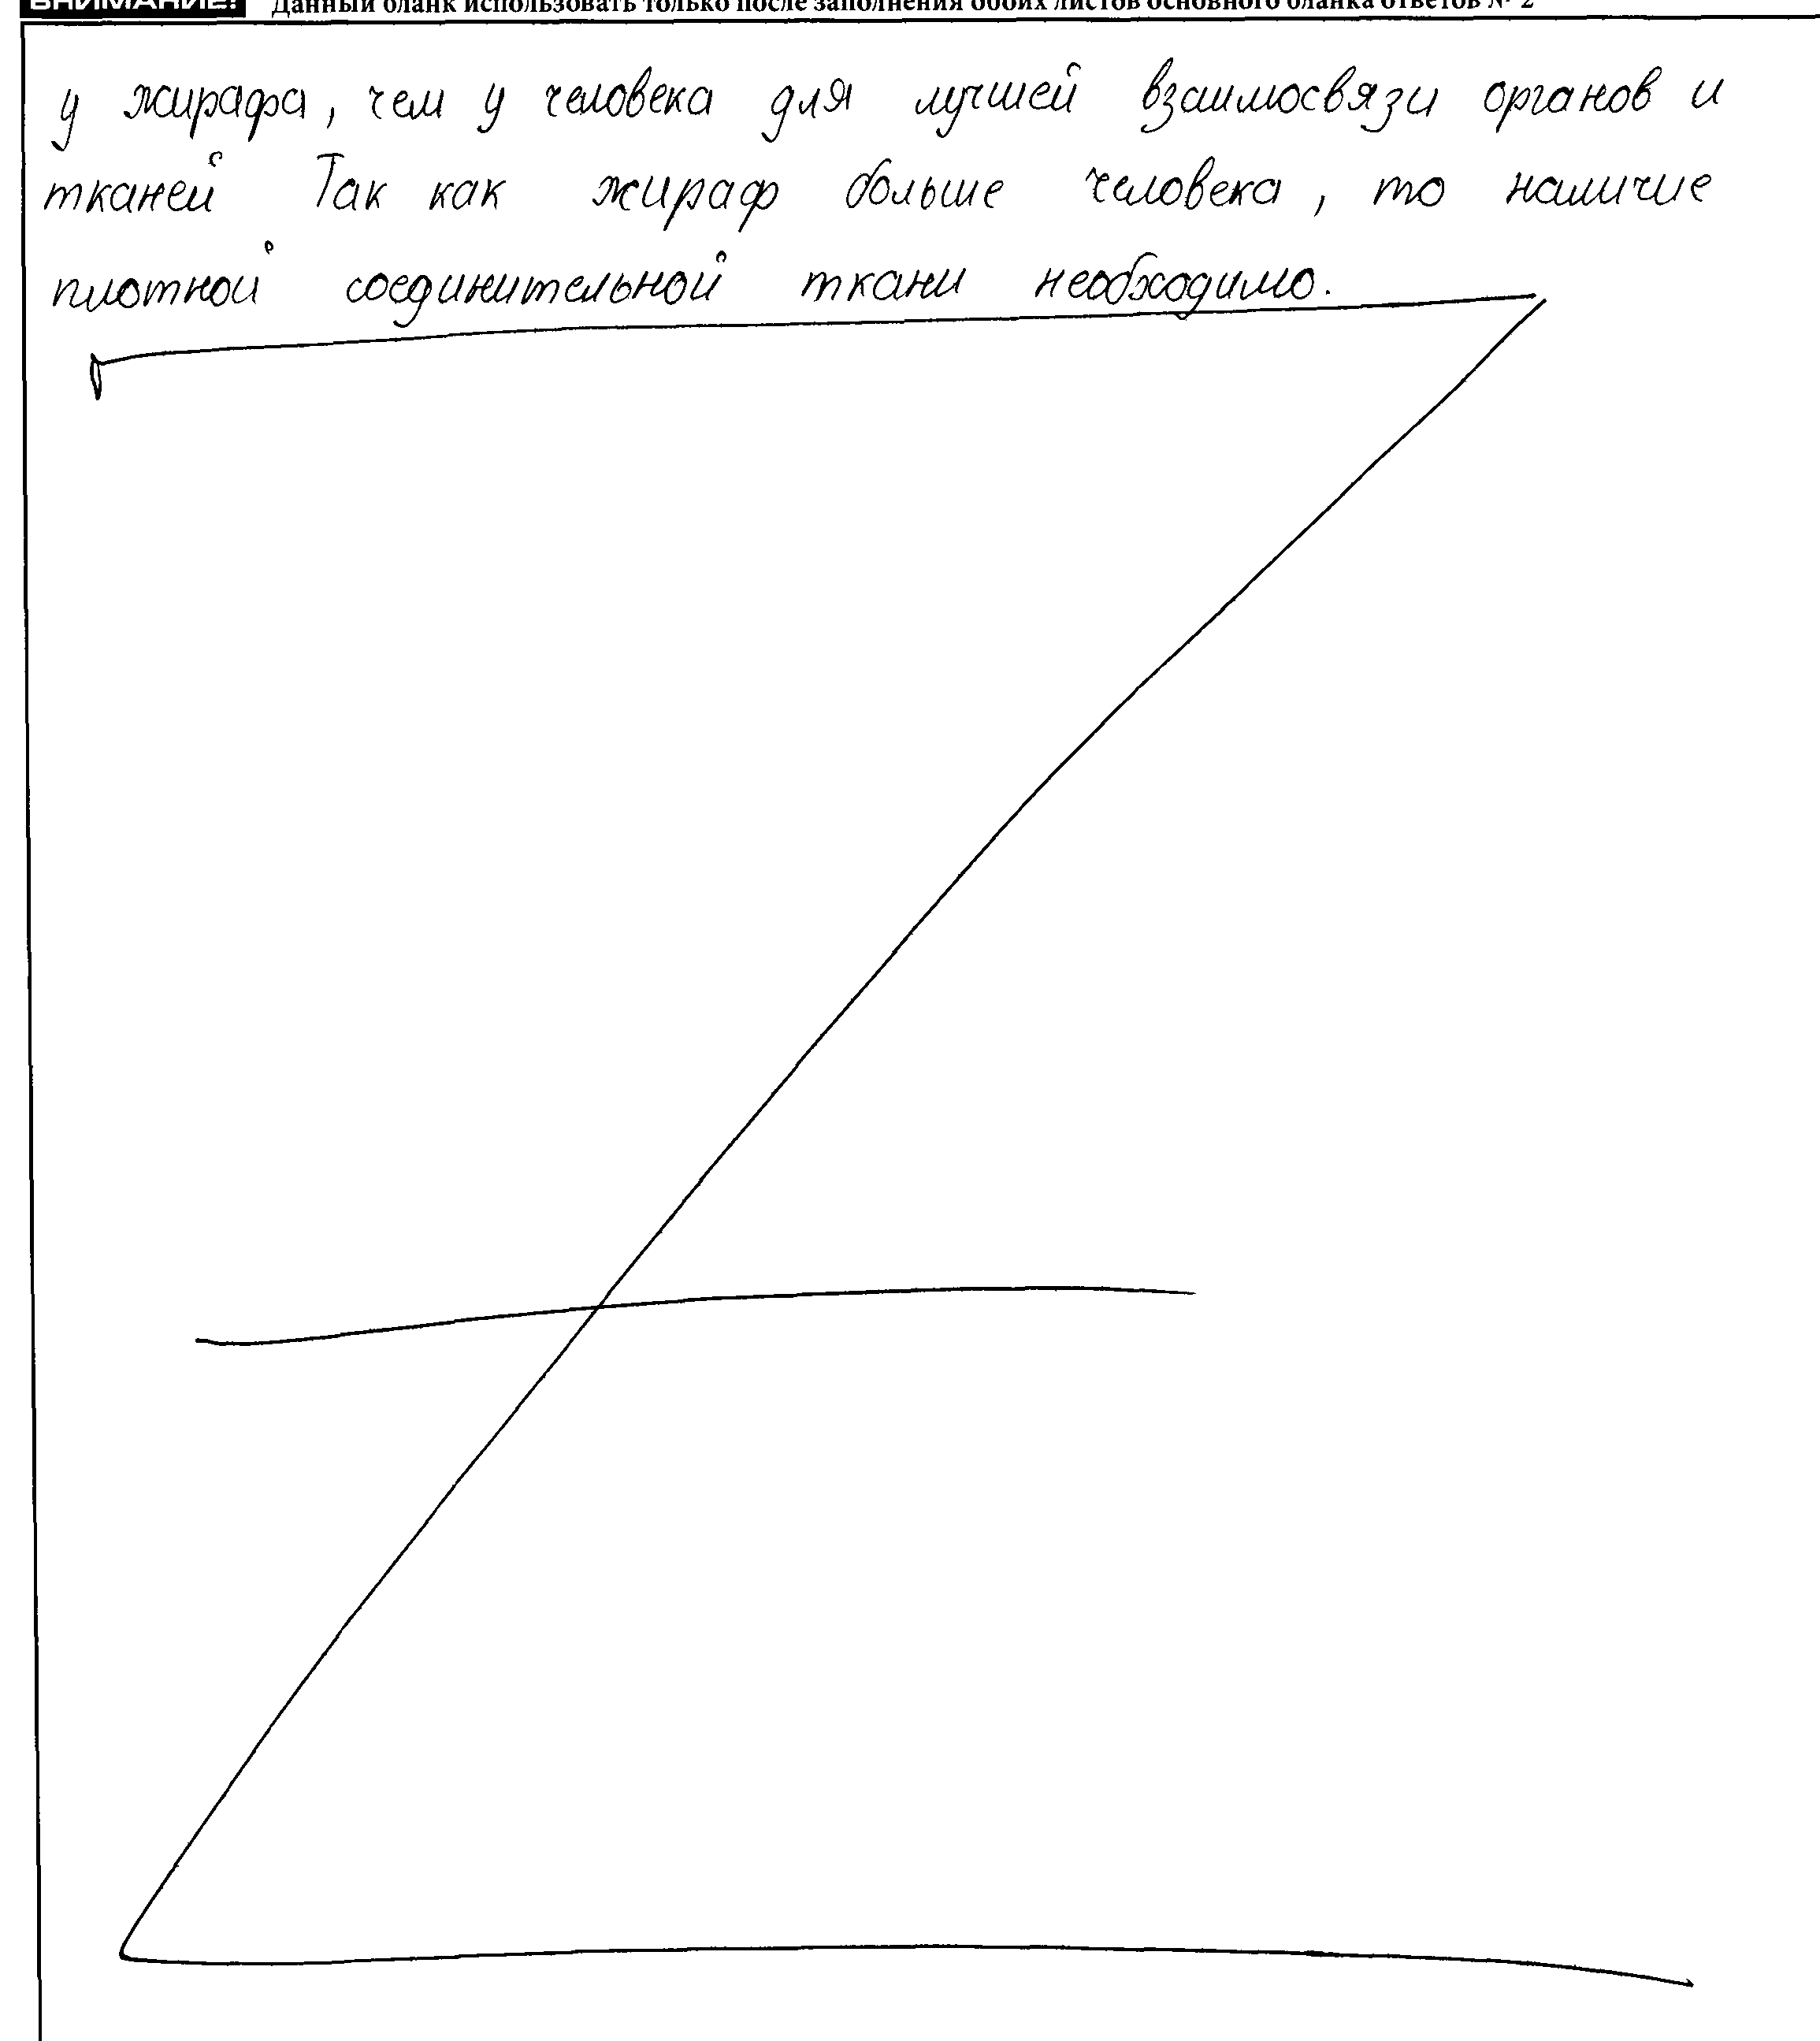 ВНИМАНИЕ! Данный бланк использовать только после заполнения обоих листов основного бланка ответов № 2
у жирафа, чем у человека для лучшей взаимосвязи органов и
тканей Так как жираф больше человека, то наличие
плотной соединительной ткани необходимо.